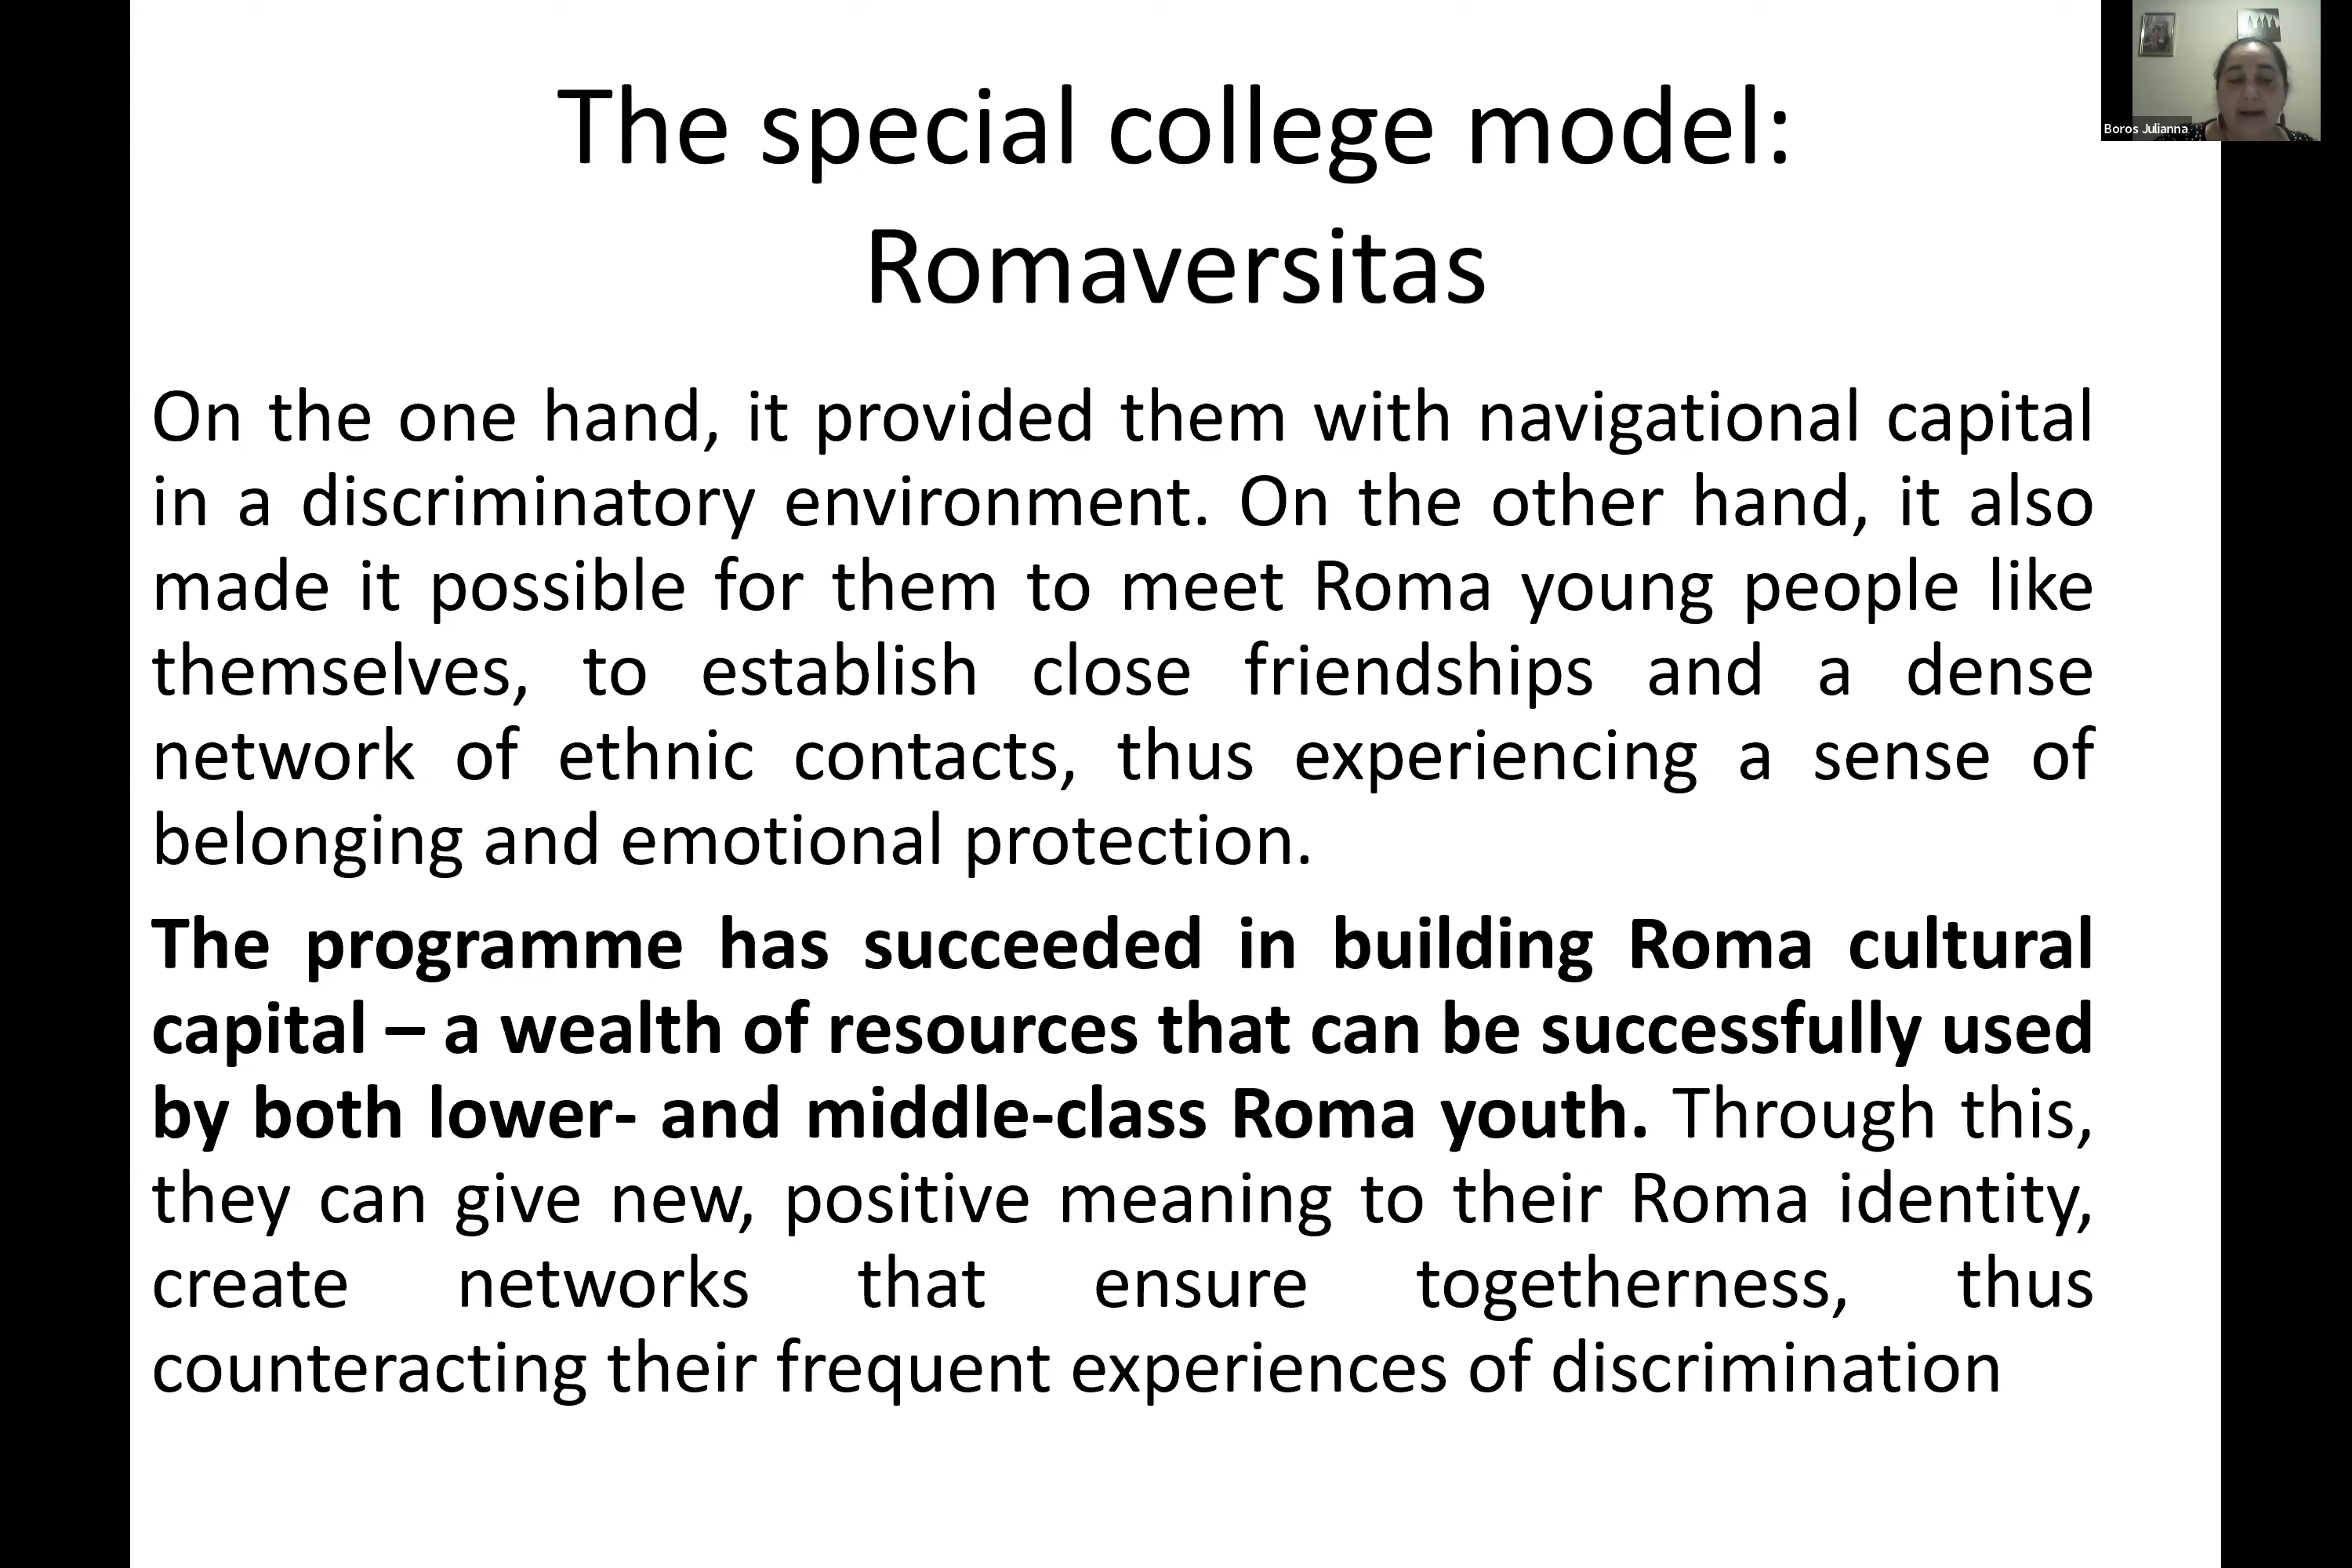 The special college model:
Romaversitas
Boros Julianna
On the one hand, it provided them with navigational capital
in a discriminatory environment. On the other hand, it also
made it possible for them to meet Roma young people like
themselves, to establish close friendships and a dense
network of ethnic contacts, thus experiencing a sense of
belonging and emotional protection.
The programme has succeeded in building Roma cultural
capital – a wealth of resources that can be successfully used
by both lower- and middle-class Roma youth. Through this,
they can give new, positive meaning to their Roma identity,
create networks that ensure togetherness, thus
counteracting their frequent experiences of discrimination